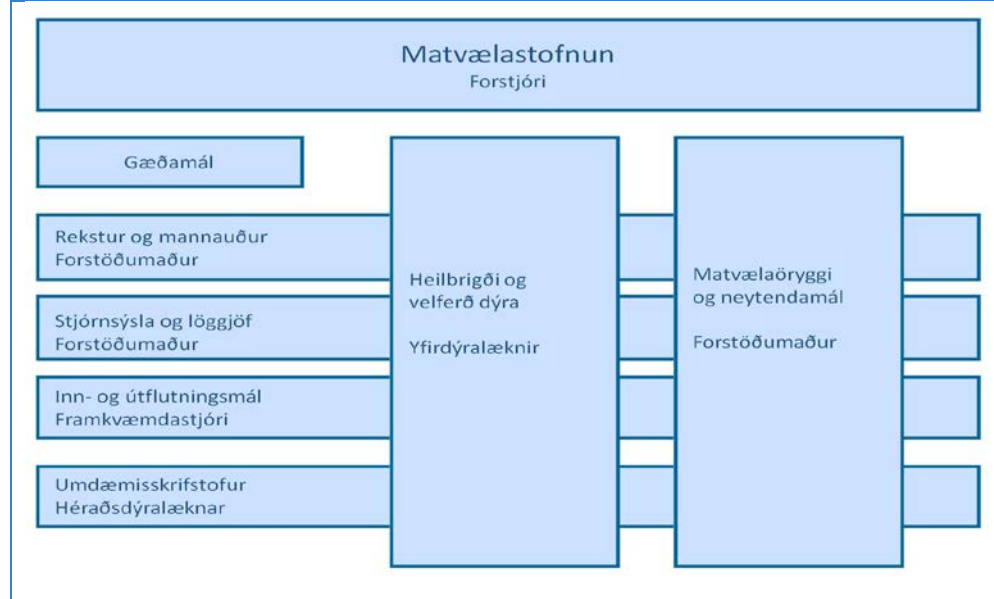 Matvælastofnun
Forstjóri
Gæðamál
Rekstur og mannauður
Forstöðumaður
Stjórnsýsla og löggjöf
Forstöðumaður
Inn- og útflutningsmál
Framkvæmdastjóri
Umdæmisskrifstofur
Héraðsdýralæknar
Heilbrigði og
velferð dýra
Yfirdýralæknir
Matvælaöryggi
og neytendamál
Forstöðumaður